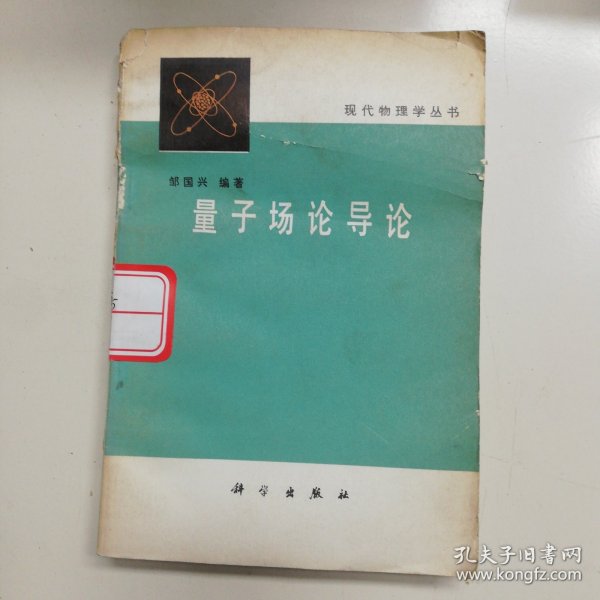 现代物理学丛书
邹国兴 编著
量子场论导论
5
科学出版社
孔夫子旧书网
www.kongfz.com